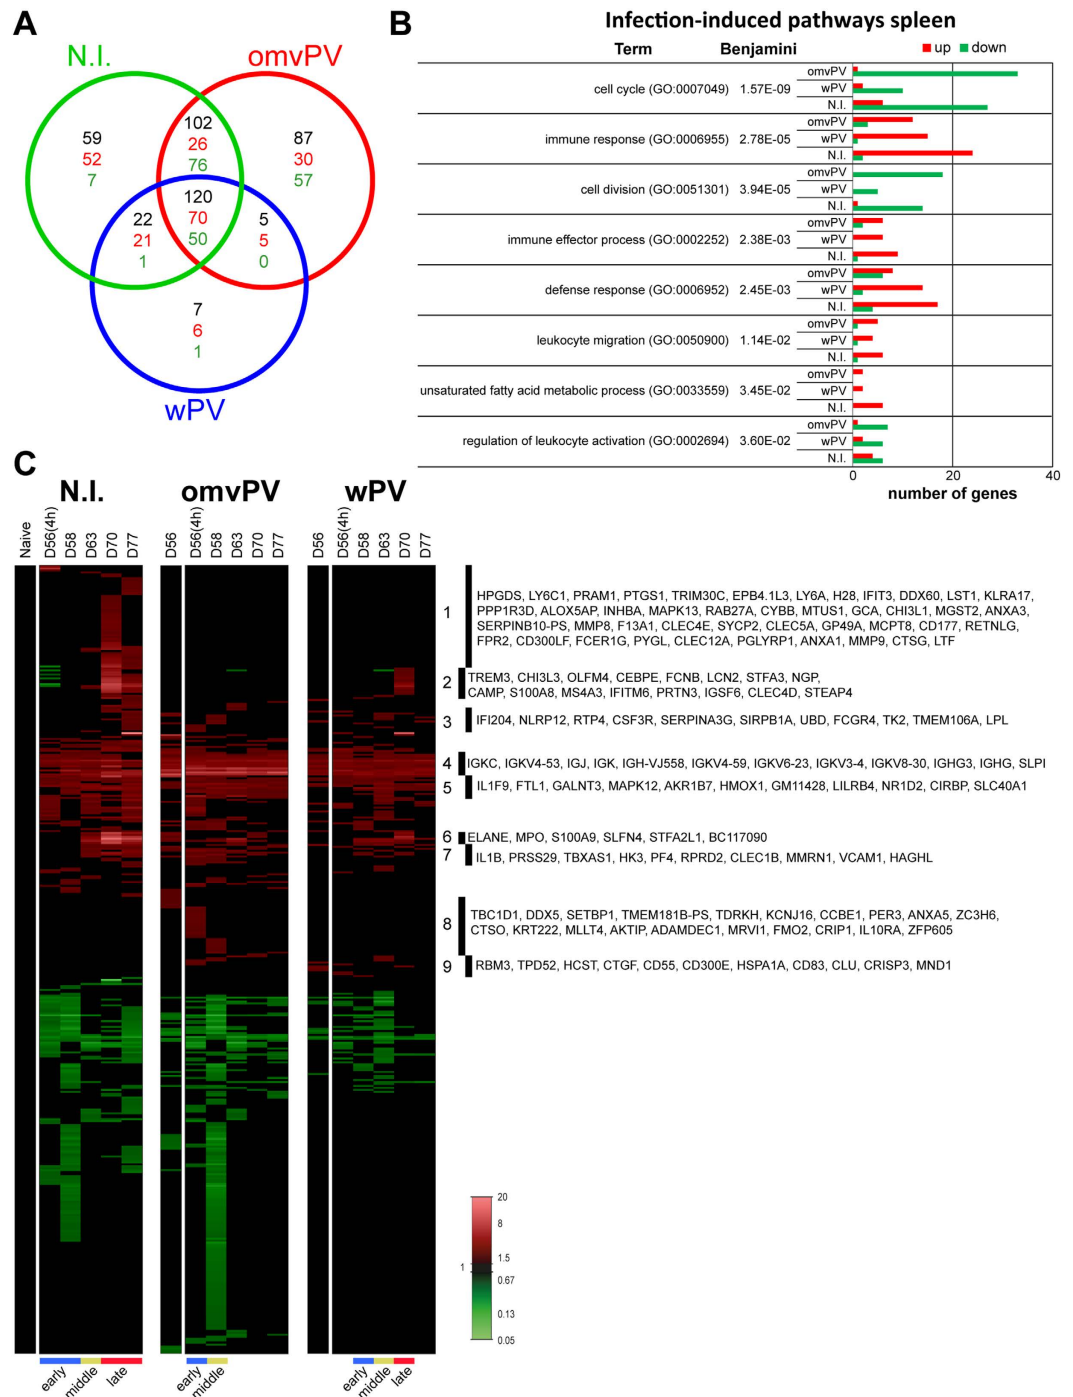 A
N.I.
omvPV
59
52
7
102
26
76
87
30
57
120
70
50
22
21
1
5
5
0
7
6
1
wPV
B
Infection-induced pathways spleen
Term Benjamini up down
cell cycle (GO:0007049) 1.57E-09 omvPV wPV N.I.
immune response (GO:0006955) 2.78E-05 omvPV wPV N.I.
cell division (GO:0051301) 3.94E-05 omvPV wPV N.I.
immune effector process (GO:0002252) 2.38E-03 omvPV wPV N.I.
defense response (GO:0006952) 2.45E-03 omvPV wPV N.I.
leukocyte migration (GO:0050900) 1.14E-02 omvPV wPV N.I.
unsaturated fatty acid metabolic process (GO:0033559) 3.45E-02 omvPV wPV N.I.
regulation of leukocyte activation (GO:0002694) 3.60E-02 omvPV wPV N.I.
0 20 40
number of genes
C
N.I. omvPV wPV
Naive D56(4h) D58 D63 D70 D77 D56 D56(4h) D58 D63 D70 D77 D56 D56(4h) D58 D63 D70 D77
1
HPGDS, LY6C1, PRAM1, PTGS1, TRIM30C, EPB4.1L3, LY6A, H28, IFIT3, DDX60, LST1, KLRA17,
PPP1R3D, ALOX5AP, INHBA, MAPK13, RAB27A, CYBB, MTUS1, GCA, CHI3L1, MGST2, ANXA3,
SERPINB10-PS, MMP8, F13A1, CLEC4E, SYCP2, CLEC5A, GP49A, MCPT8, CD177, RETNLG,
FPR2, CD300LF, FCER1G, PYGL, CLEC12A, PGLYRP1, ANXA1, MMP9, CTSG, LTF
2
TREM3, CHI3L3, OLFM4, CEBPE, FCNB, LCN2, STFA3, NGP,
CAMP, S100A8, MS4A3, IFITM6, PRTN3, IGSF6, CLEC4D, STEAP4
3 IFI204, NLRP12, RTP4, CSF3R, SERPINA3G, SIRPB1A, UBD, FCGR4, TK2, TMEM106A, LPL
4 IGKC, IGKV4-53, IGJ, IGK, IGH-VJ558, IGKV4-59, IGKV6-23, IGKV3-4, IGKV8-30, IGHG3, IGHG, SLPI
5 IL1F9, FTL1, GALNT3, MAPK12, AKR1B7, HMOX1, GM11428, LILRB4, NR1D2, CIRBP, SLC40A1
6 ELANE, MPO, S100A9, SLFN4, STFA2L1, BC117090
7 IL1B, PRSS29, TBXAS1, HK3, PF4, RPRD2, CLEC1B, MMRN1, VCAM1, HAGHL
8
TBC1D1, DDX5, SETBP1, TMEM181B-PS, TDRKH, KCNJ16, CCBE1, PER3, ANXA5, ZC3H6,
CTSO, KRT222, MLLT4, AKTIP, ADAMDEC1, MRVI1, FMO2, CRIP1, IL10RA, ZFP605
9 RBM3, TPD52, HCST, CTGF, CD55, CD300E, HSPA1A, CD83, CLU, CRISP3, MND1
20
8
1.5
1
0.67
0.13
0.05
early middle late early middle early middle late